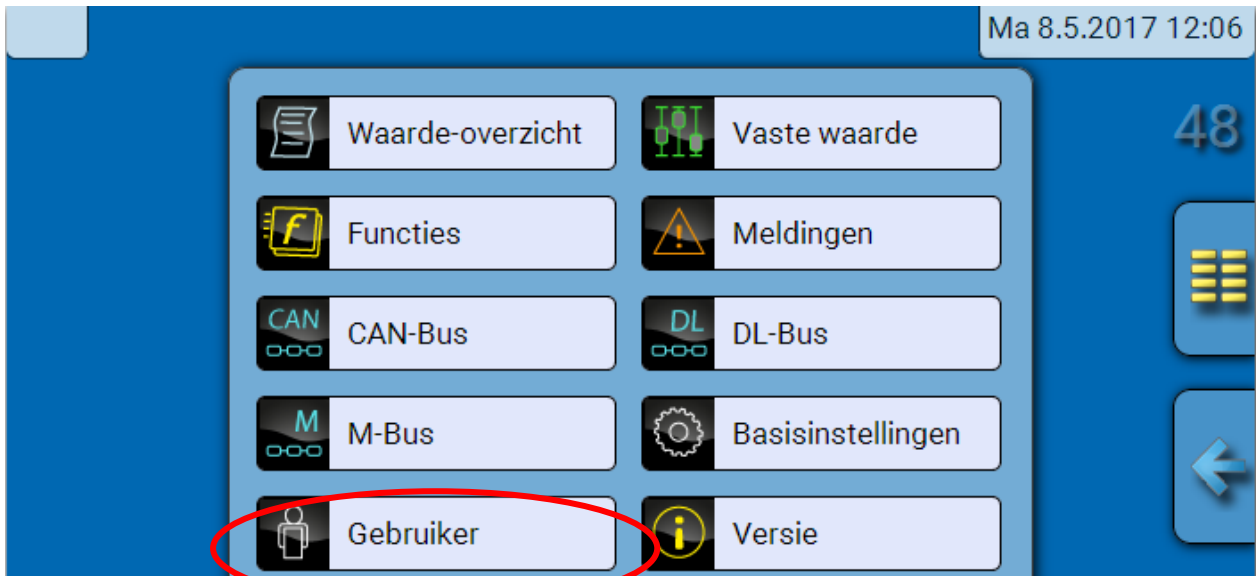 Ma 8.5.2017 12:06
48
Waarde-overzicht
Vaste waarde
f Functies
Meldingen
CAN CAN-Bus
DL DL-Bus
M M-Bus
Basisinstellingen
Gebruiker
i Versie